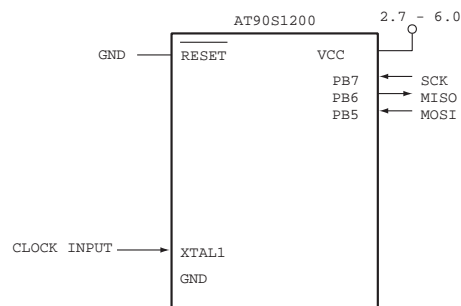 AT90S1200
2.7 - 6.0
GND RESET VCC
PB7 SCK
PB6 MISO
PB5 MOSI
CLOCK INPUT XTAL1
GND